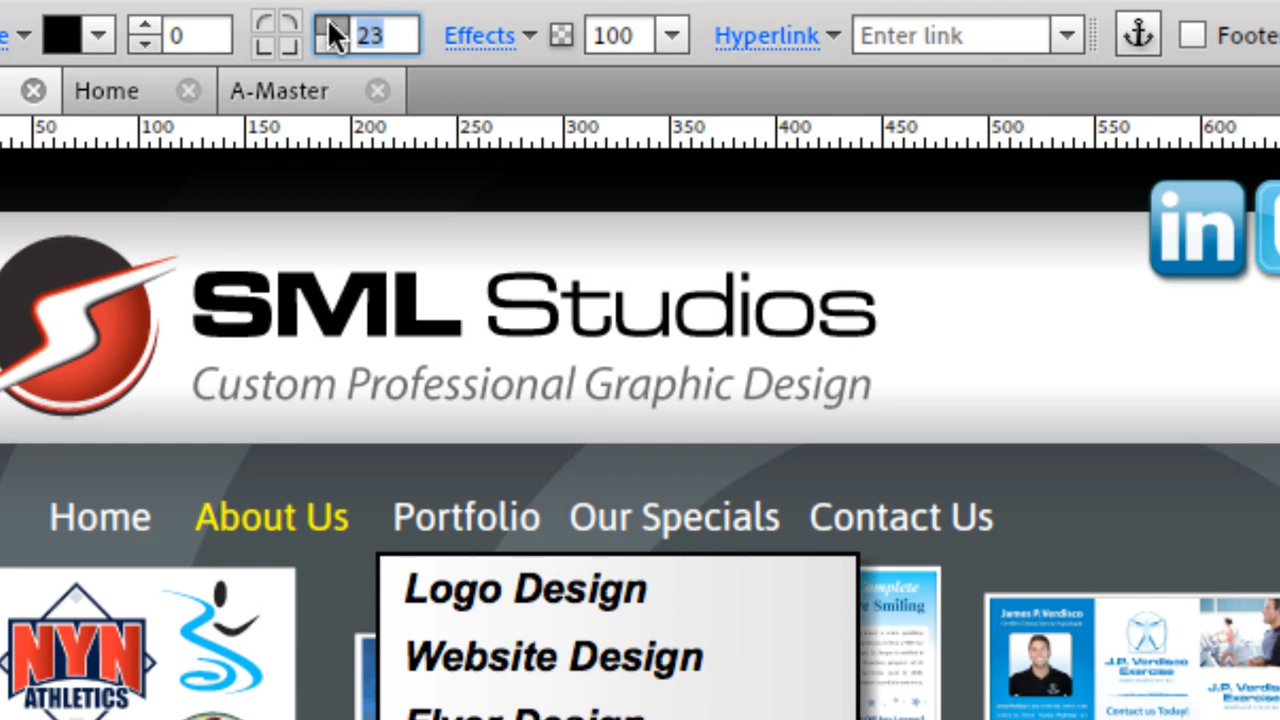 0
23
Effects
100
Hyperlink
Enter link
Home
A-Master
50 100 150 200 250 300 350 400 450 500 550 600
in
SML Studios
Custom Professional Graphic Design
Home About Us Portfolio Our Specials Contact Us
Logo Design
Website Design
Flyer Design
NYN
ATHLETICS
Smiling
James P. Verdisco
J.P. Verdisco
Exercise
Contact us Today!